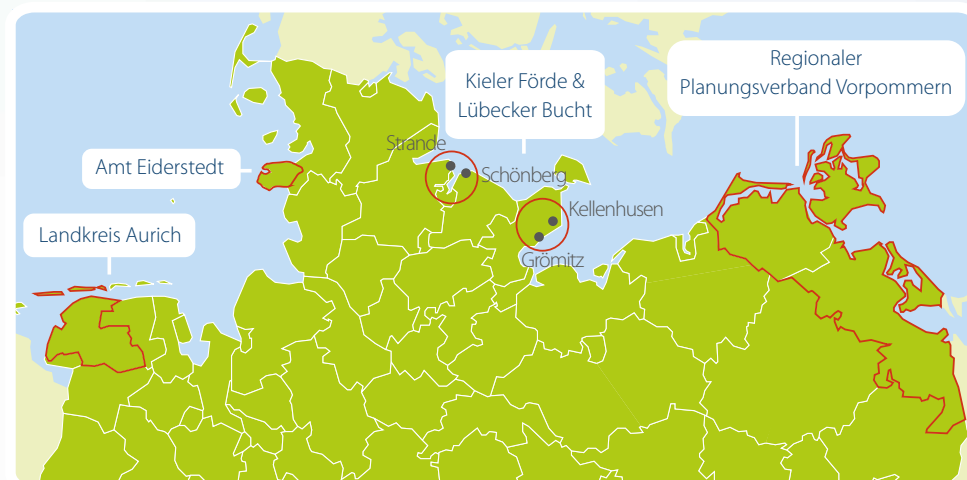 Regionaler
Planungsverband Vorpommern
Kieler Förde &
Lübecker Bucht
Strande
Schönberg
Amt Eiderstedt
Kellenhusen
Landkreis Aurich
Grömitz